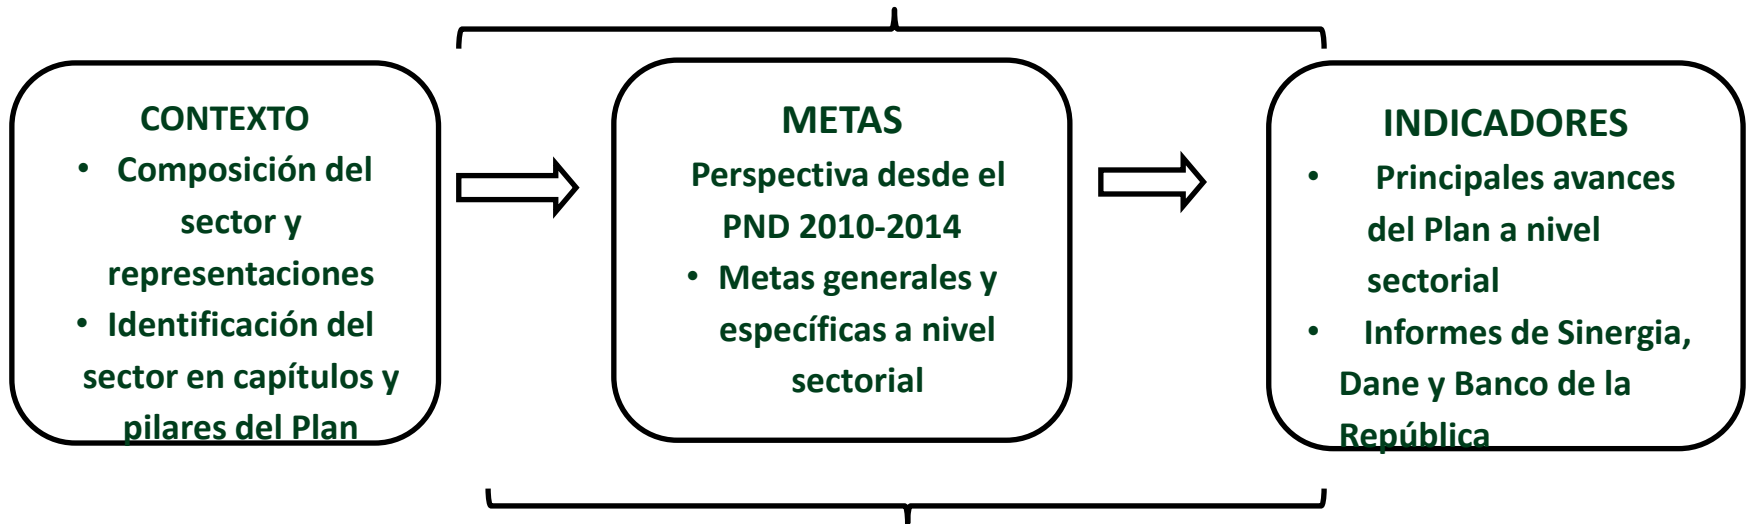 CONTEXTO
• Composición del
sector y
representaciones
• Identificación del
sector en capítulos y
pilares del Plan
METAS
Perspectiva desde el
PND 2010-2014
• Metas generales y
específicas a nivel
sectorial
INDICADORES
• Principales avances
del Plan a nivel
sectorial
• Informes de Sinergia,
Dane y Banco de la
República